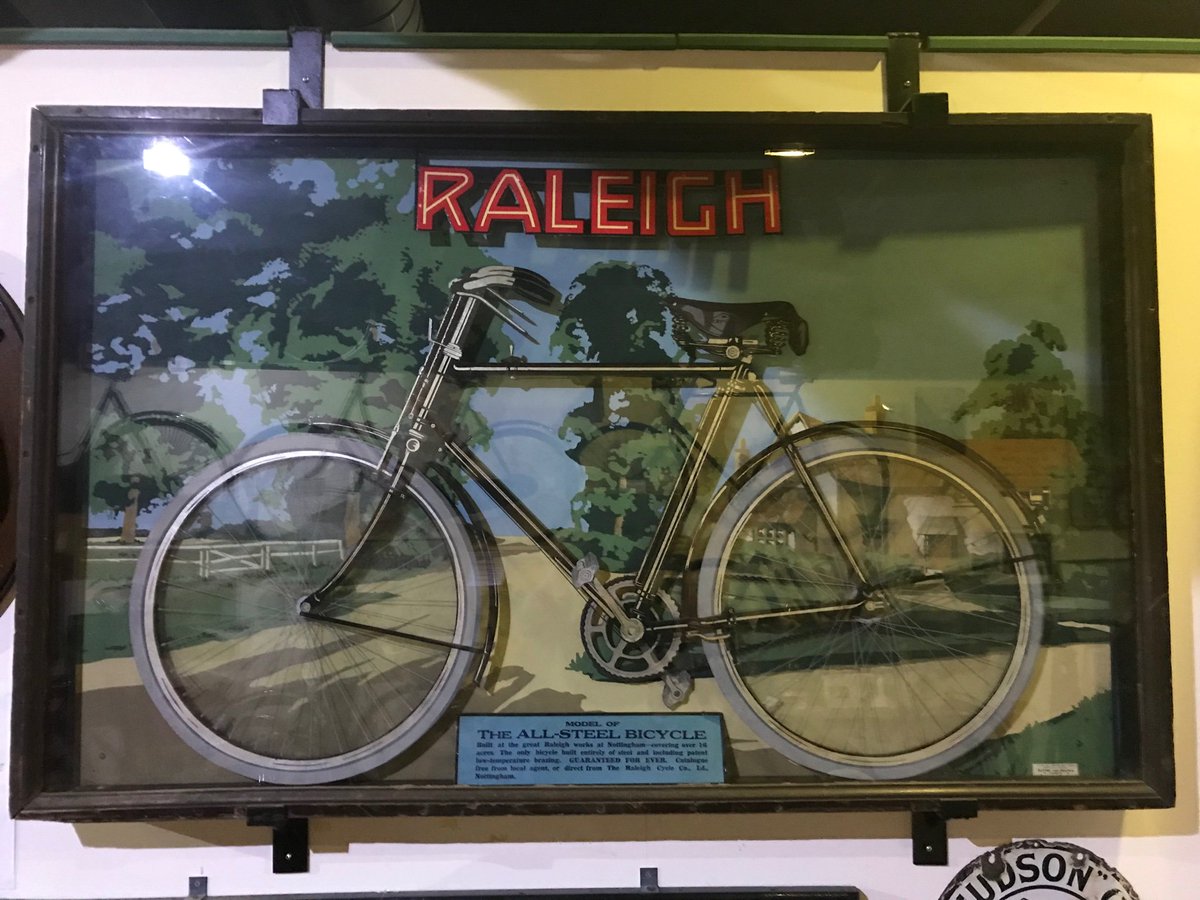 RALEIGH
MODEL OF
THE ALL-STEEL BICYCLE
Built at the great Raleigh works at Nottingham—covering over 16
acres. The only bicycle built entirely of steel and including patent
low-temperature brazing. GUARANTEED FOR EVER. Catalogue
free from local agent, or direct from The Raleigh Cycle Co., Ld.,
Nottingham.
HUDSON"